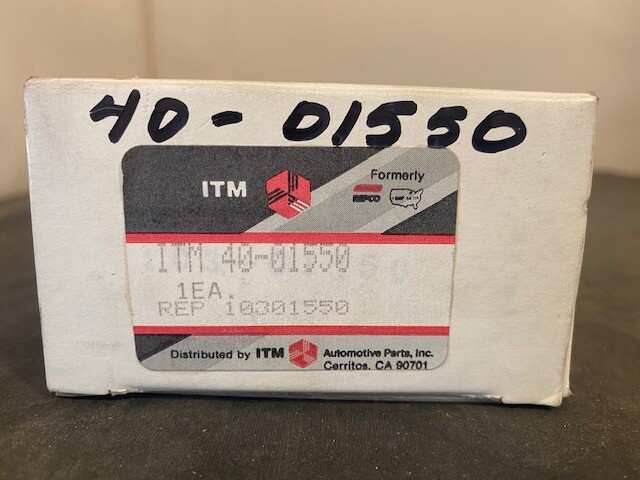 40-01550
ITM
Formerly
REPCO
ITM 40-01550
1EA.
REP 10301550
Distributed by ITM Automotive Parts, Inc.
Cerritos, CA 90701